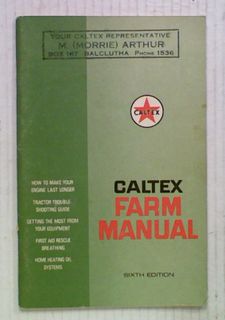 YOUR CALTEX REPRESENTATIVE
M. (MORRIE) ARTHUR
BOX 167 BALCLUTHA PHONE 1536
CALTEX
HOW TO MAKE YOUR
ENGINE LAST LONGER
TRACTOR TROUBLE-
SHOOTING GUIDE
GETTING THE MOST FROM
YOUR EQUIPMENT
FIRST AID RESCUE
BREATHING
HOME HEATING OIL
SYSTEMS
CALTEX
FARM
MANUAL
SIXTH EDITION